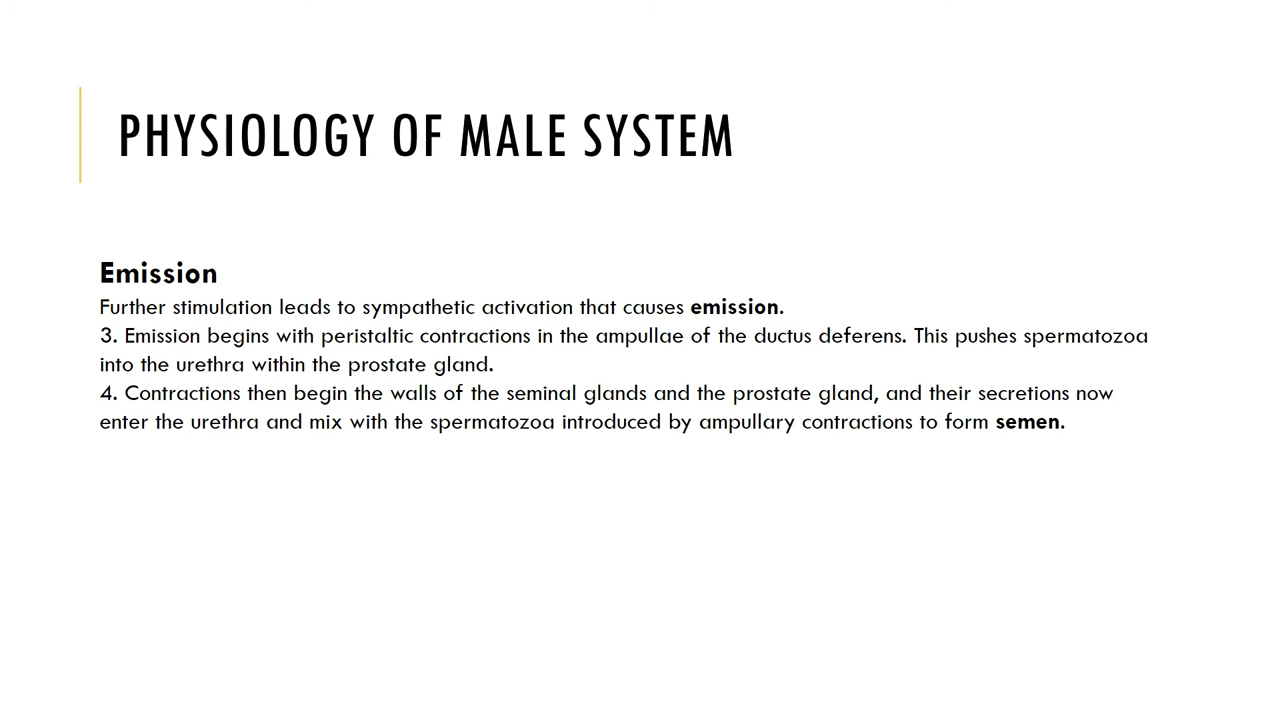 PHYSIOLOGY OF MALE SYSTEM
Emission
Further stimulation leads to sympathetic activation that causes emission.
3. Emission begins with peristaltic contractions in the ampullae of the ductus deferens. This pushes spermatozoa
into the urethra within the prostate gland.
4. Contractions then begin the walls of the seminal glands and the prostate gland, and their secretions now
enter the urethra and mix with the spermatozoa introduced by ampullary contractions to form semen.